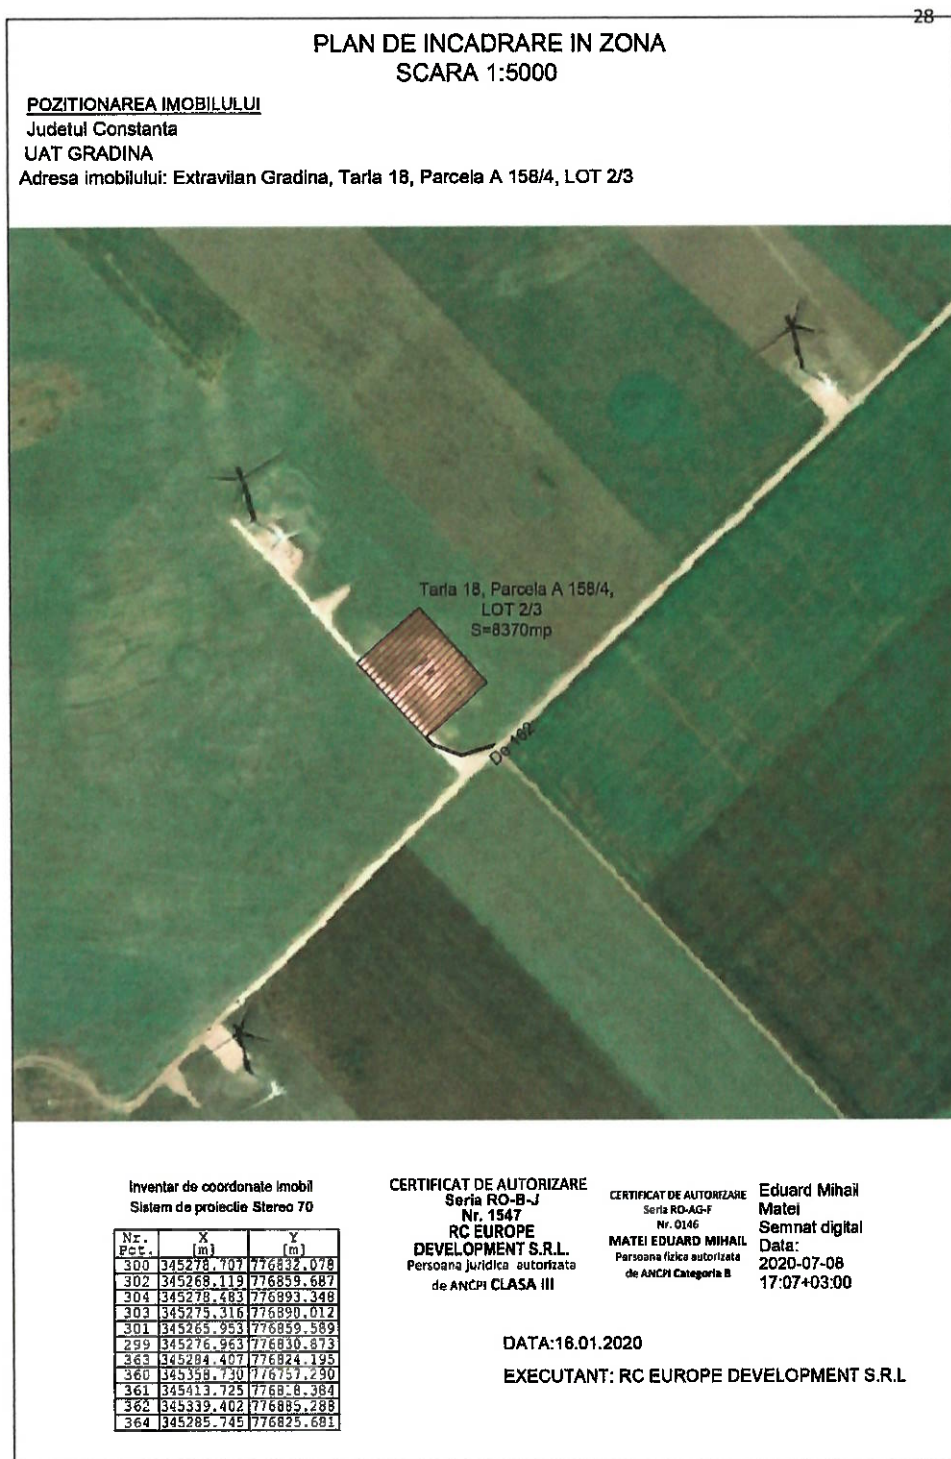 28
PLAN DE INCADRARE IN ZONA
SCARA 1:5000
POZITIONAREA IMOBILULUI
Judetul Constanta
UAT GRADINA
Adresa imobilului: Extravilan Gradina, Tarla 18, Parcela A 158/4, LOT 2/3
Tarla 18, Parcela A 158/4,
LOT 2/3
S=8370mp
De 162
Inventar de coordonate imobil
Sistem de proiectie Stereo 70
Nr. Pct. X [m] Y [m]
300 345278.707 776832.078
302 345268.119 776859.687
304 345278.483 776893.348
303 345275.316 776890.012
301 345265.953 776859.589
299 345276.963 776830.873
363 345284.407 776824.195
360 345358.730 776757.290
361 345413.725 776818.384
362 345339.402 776885.288
364 345285.745 776825.681
CERTIFICAT DE AUTORIZARE
Seria RO-B-J
Nr. 1547
RC EUROPE
DEVELOPMENT S.R.L.
Persoana juridica autorizata
de ANCPI CLASA III
CERTIFICAT DE AUTORIZARE
Seria RO-AG-F
Nr. 0146
MATEI EDUARD MIHAIL
Persoana fizica autorizata
de ANCPI Categoria B
Eduard Mihail
Matei
Semnat digital
Data:
2020-07-08
17:07+03:00
DATA:16.01.2020
EXECUTANT: RC EUROPE DEVELOPMENT S.R.L